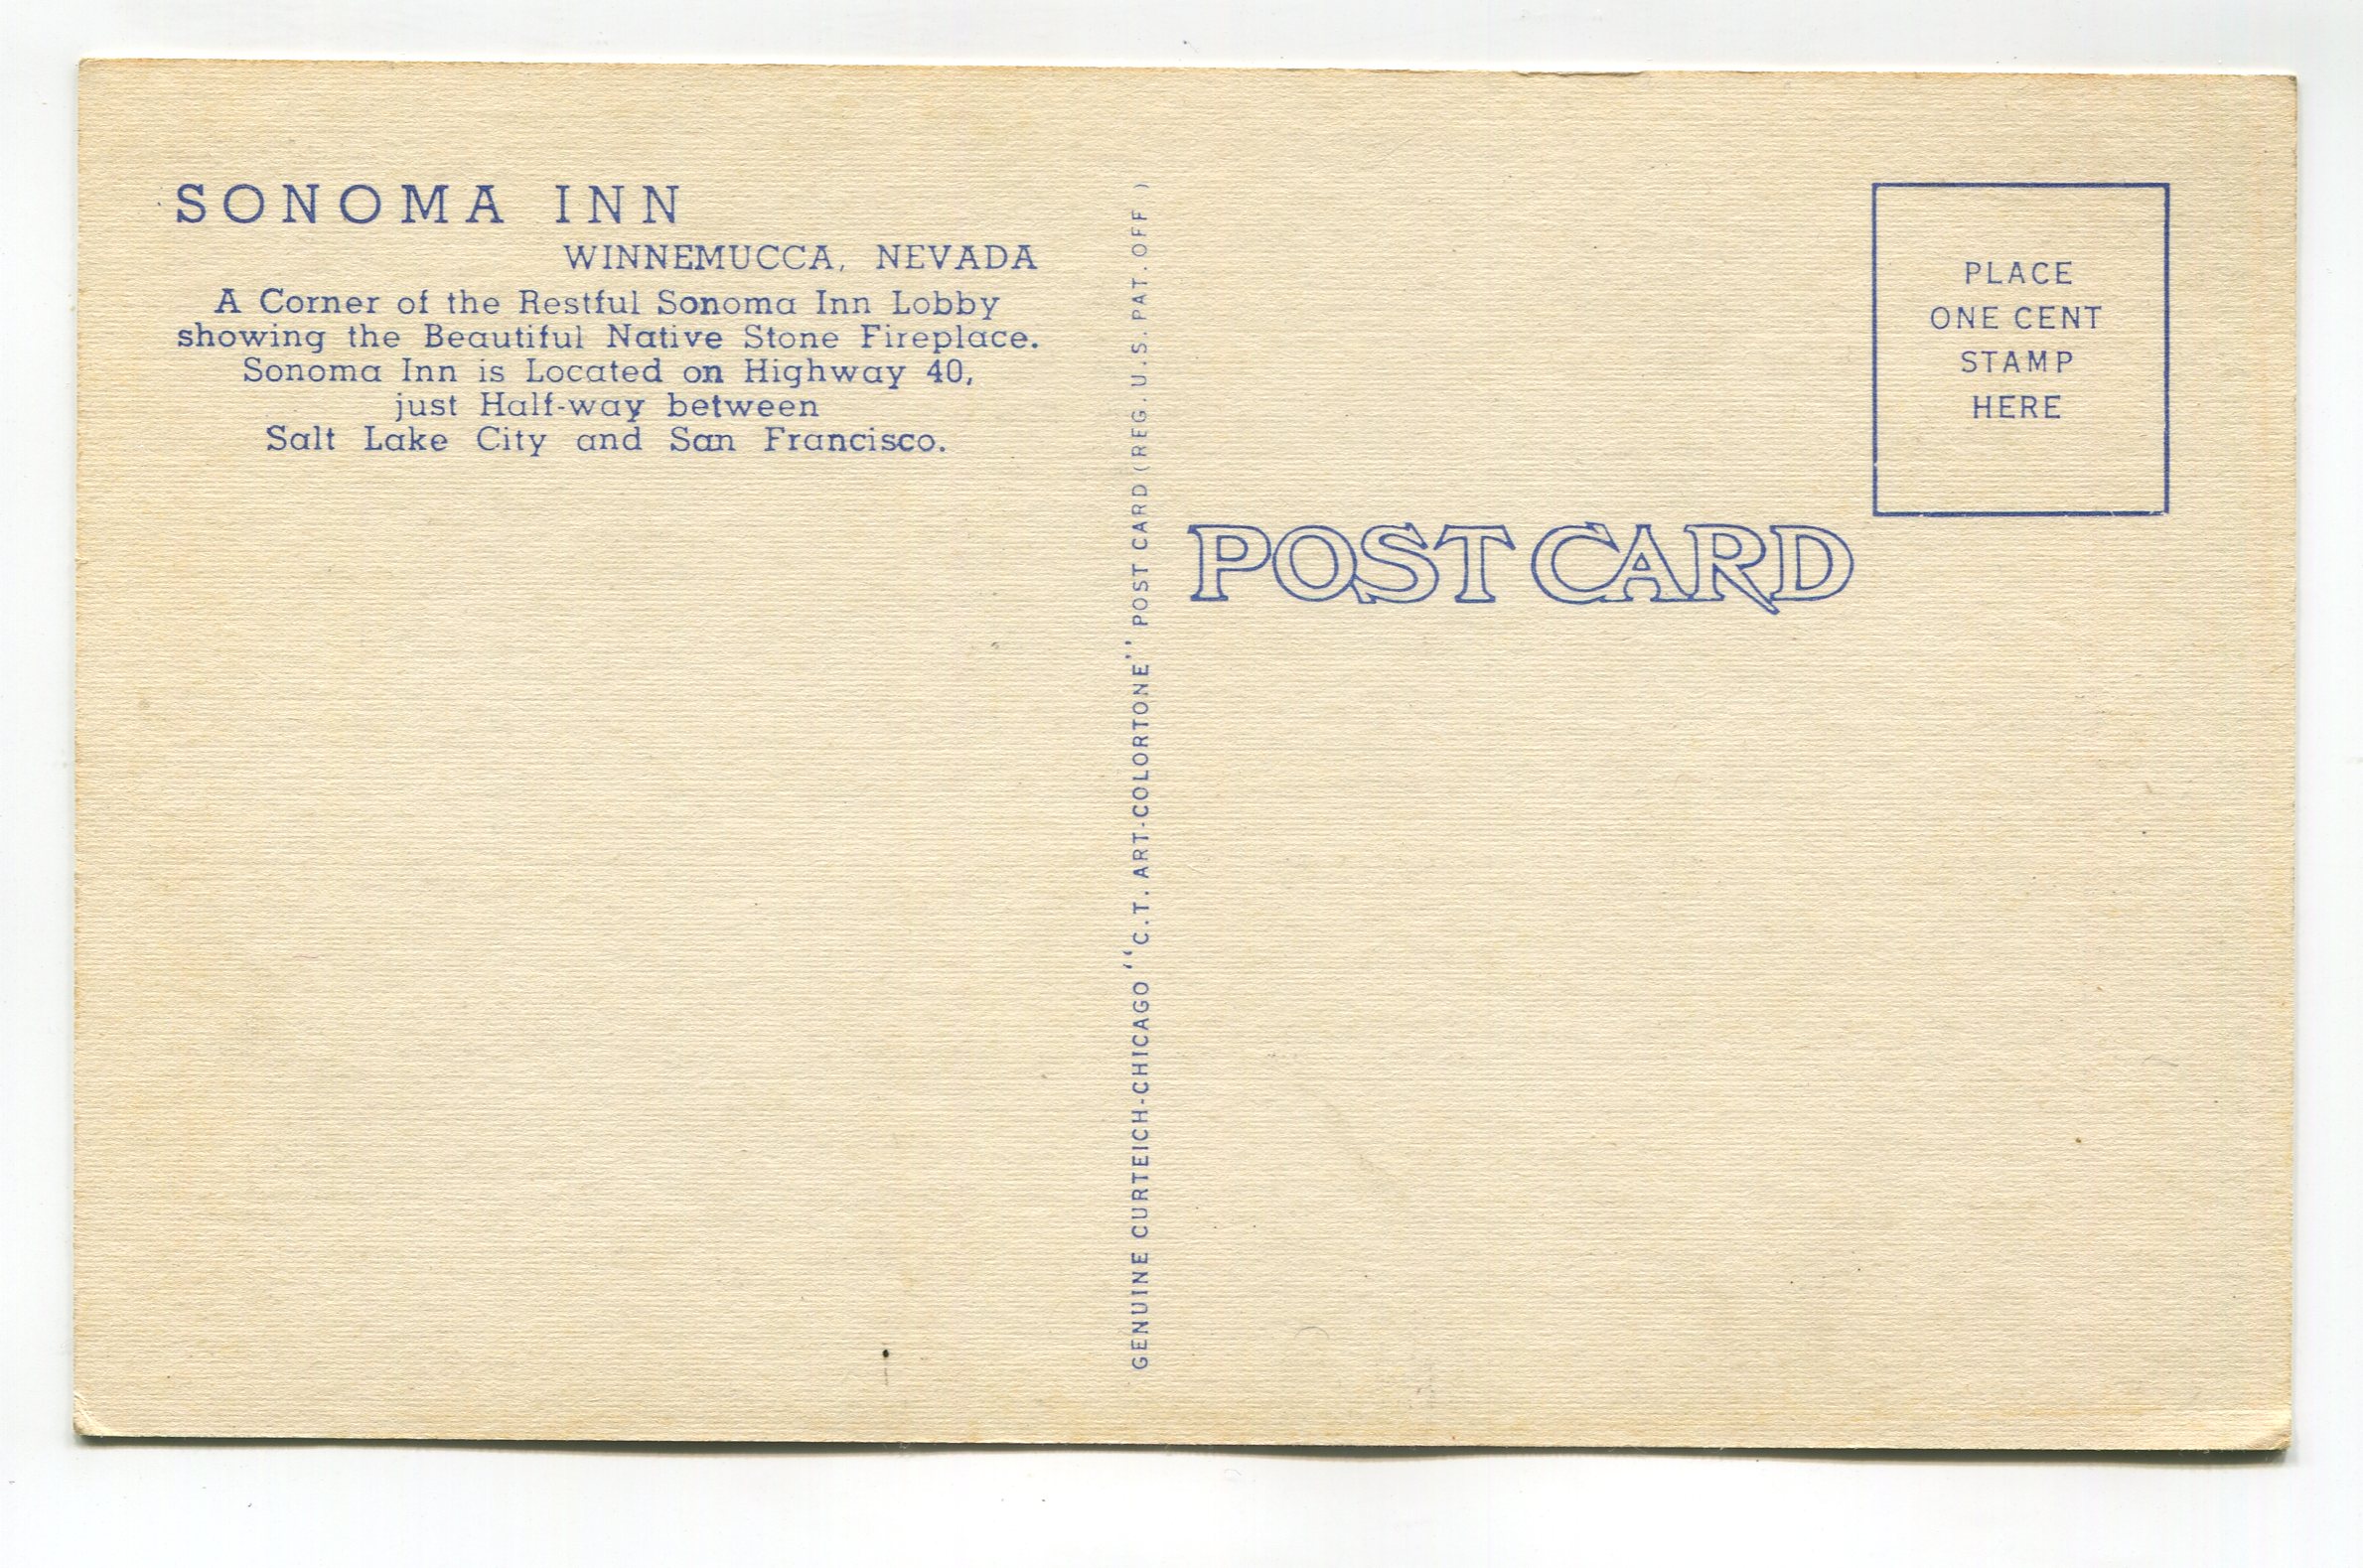 SONOMA INN
WINNEMUCCA, NEVADA
A Corner of the Restful Sonoma Inn Lobby
showing the Beautiful Native Stone Fireplace.
Sonoma Inn is Located on Highway 40,
just Half-way between
Salt Lake City and San Francisco.
GENUINE CURTEICH-CHICAGO "C.T. ART-COLORTONE" POST CARD (REG. U.S. PAT. OFF.)
POST CARD
PLACE
ONE CENT
STAMP
HERE